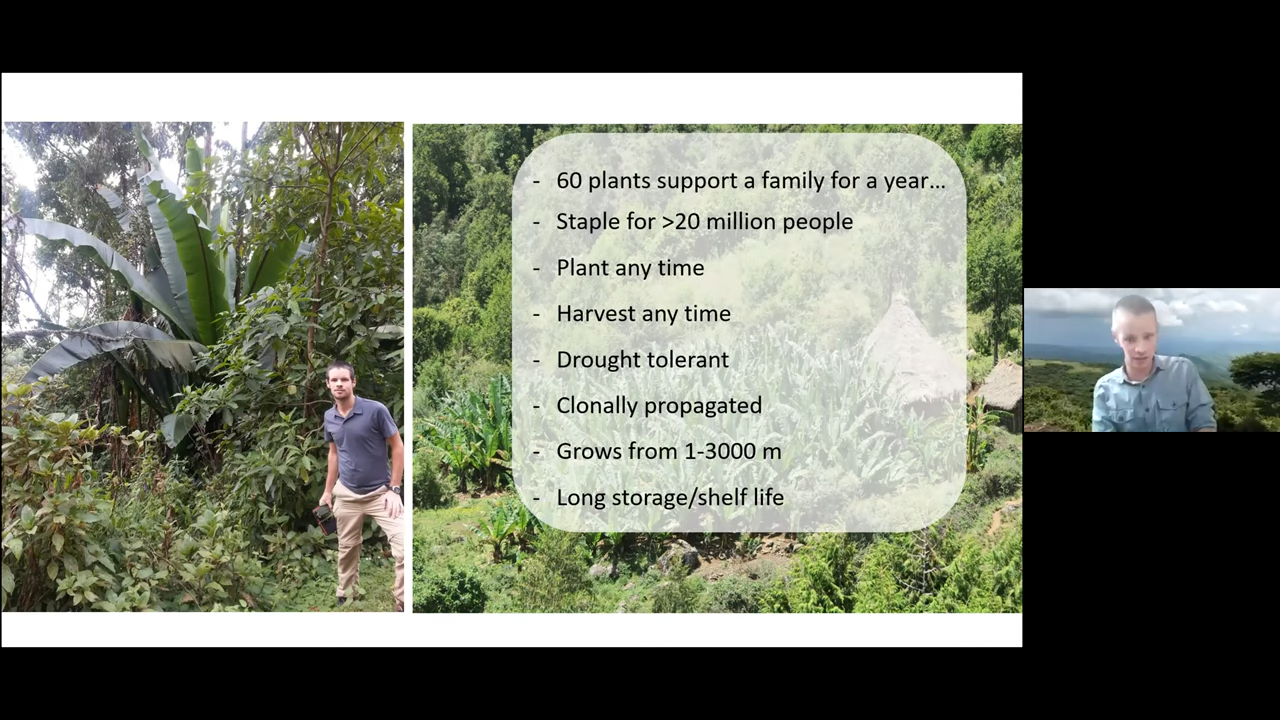 - 60 plants support a family for a year…
- Staple for >20 million people
- Plant any time
- Harvest any time
- Drought tolerant
- Clonally propagated
- Grows from 1-3000 m
- Long storage/shelf life